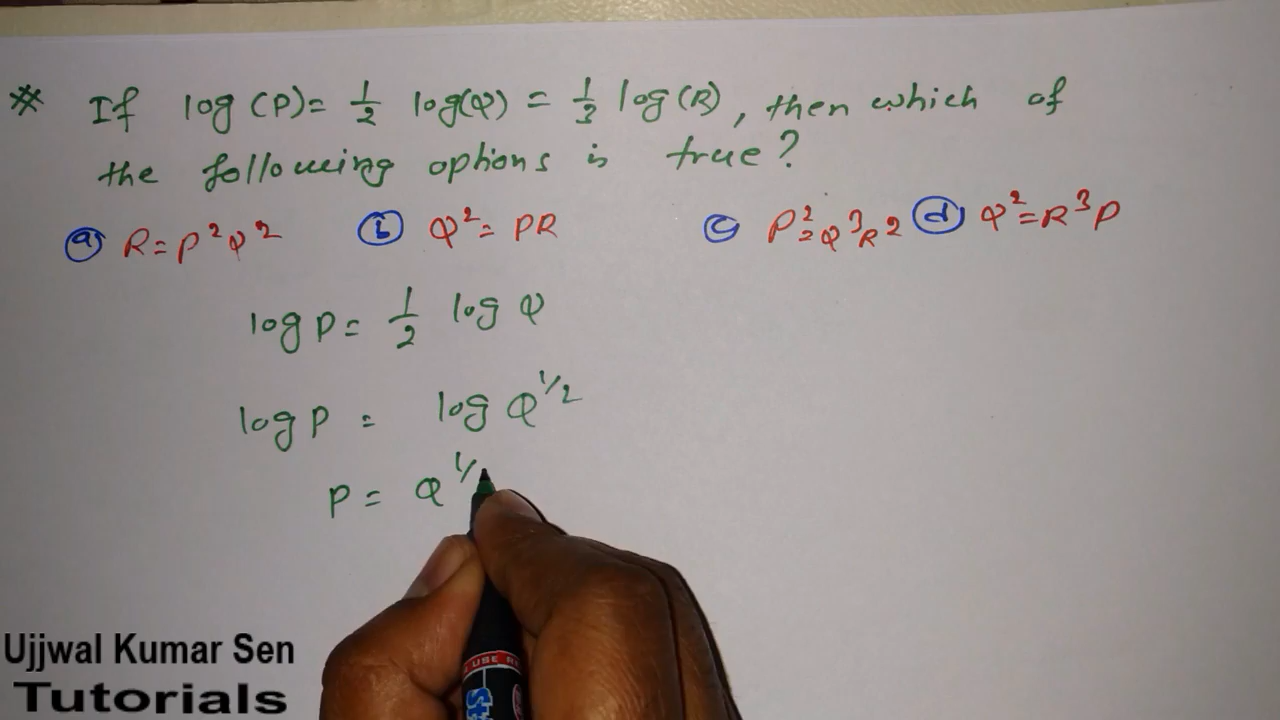 * If log(P) = 1/2 log(Q) = 1/3 log(R), then which of
the following options is true?
(a) R = P²Q² (b) Q² = PR (c) P² = Q³R² (d) Q² = R³P
log P = 1/2 log Q
log P = log Q^1/2
P = Q^1/
USE
Ujjwal Kumar Sen
Tutorials